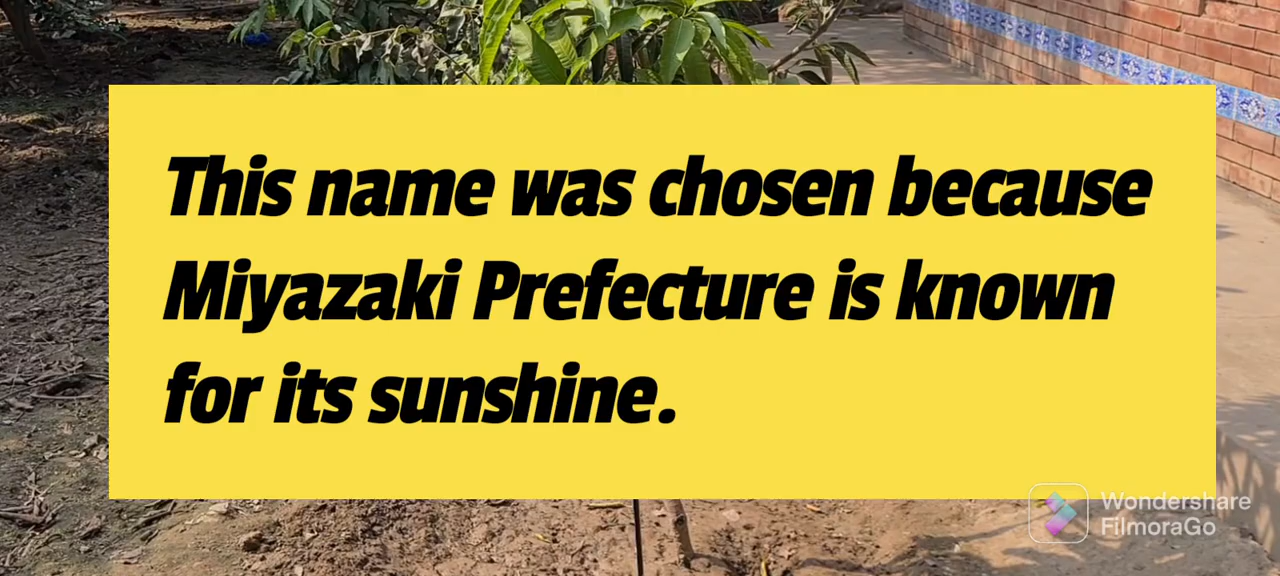 This name was chosen because
Miyazaki Prefecture is known
for its sunshine.
Wondershare
FilmoraGo